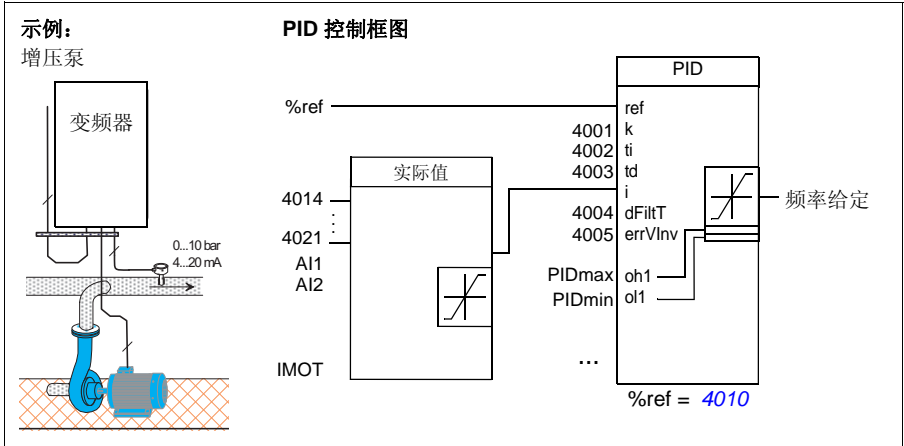 示例：
增压泵
变频器
0...10 bar
4...20 mA
PID 控制框图
PID
%ref
ref
4001 k
4002 ti
4003 td
i
4004 dFiltT
4005 errVInv
PIDmax oh1
PIDmin ol1
...
频率给定
实际值
4014
⋮
4021
AI1
AI2
IMOT
%ref = 4010